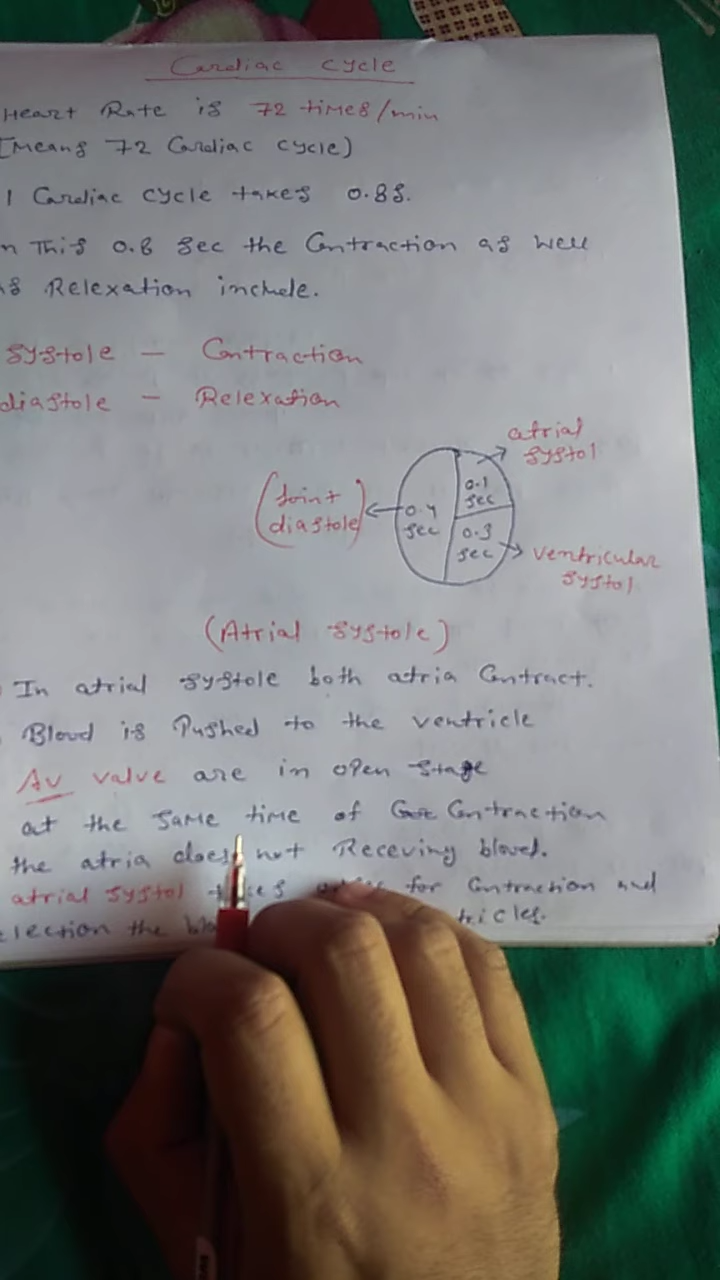 Cardiac cycle
Heart Rate is 72 times/min
[Means 72 Cardiac cycle)
1 Cardiac cycle takes 0.8s.
n This 0.8 sec the Contraction as well
as Relexation include.
systole - Contraction
diastole - Relexation
atrial
systol
0.1
sec
(Joint
diastole)
0.4
sec
0.3
sec
ventricular
systol
(Atrial systole)
In atrial systole both atria Contract.
Blood is Pushed to the ventricle
AV valve are in open stage
at the same time of Contraction
the atria does not Receving blood.
atrial systol for Contraction and
the